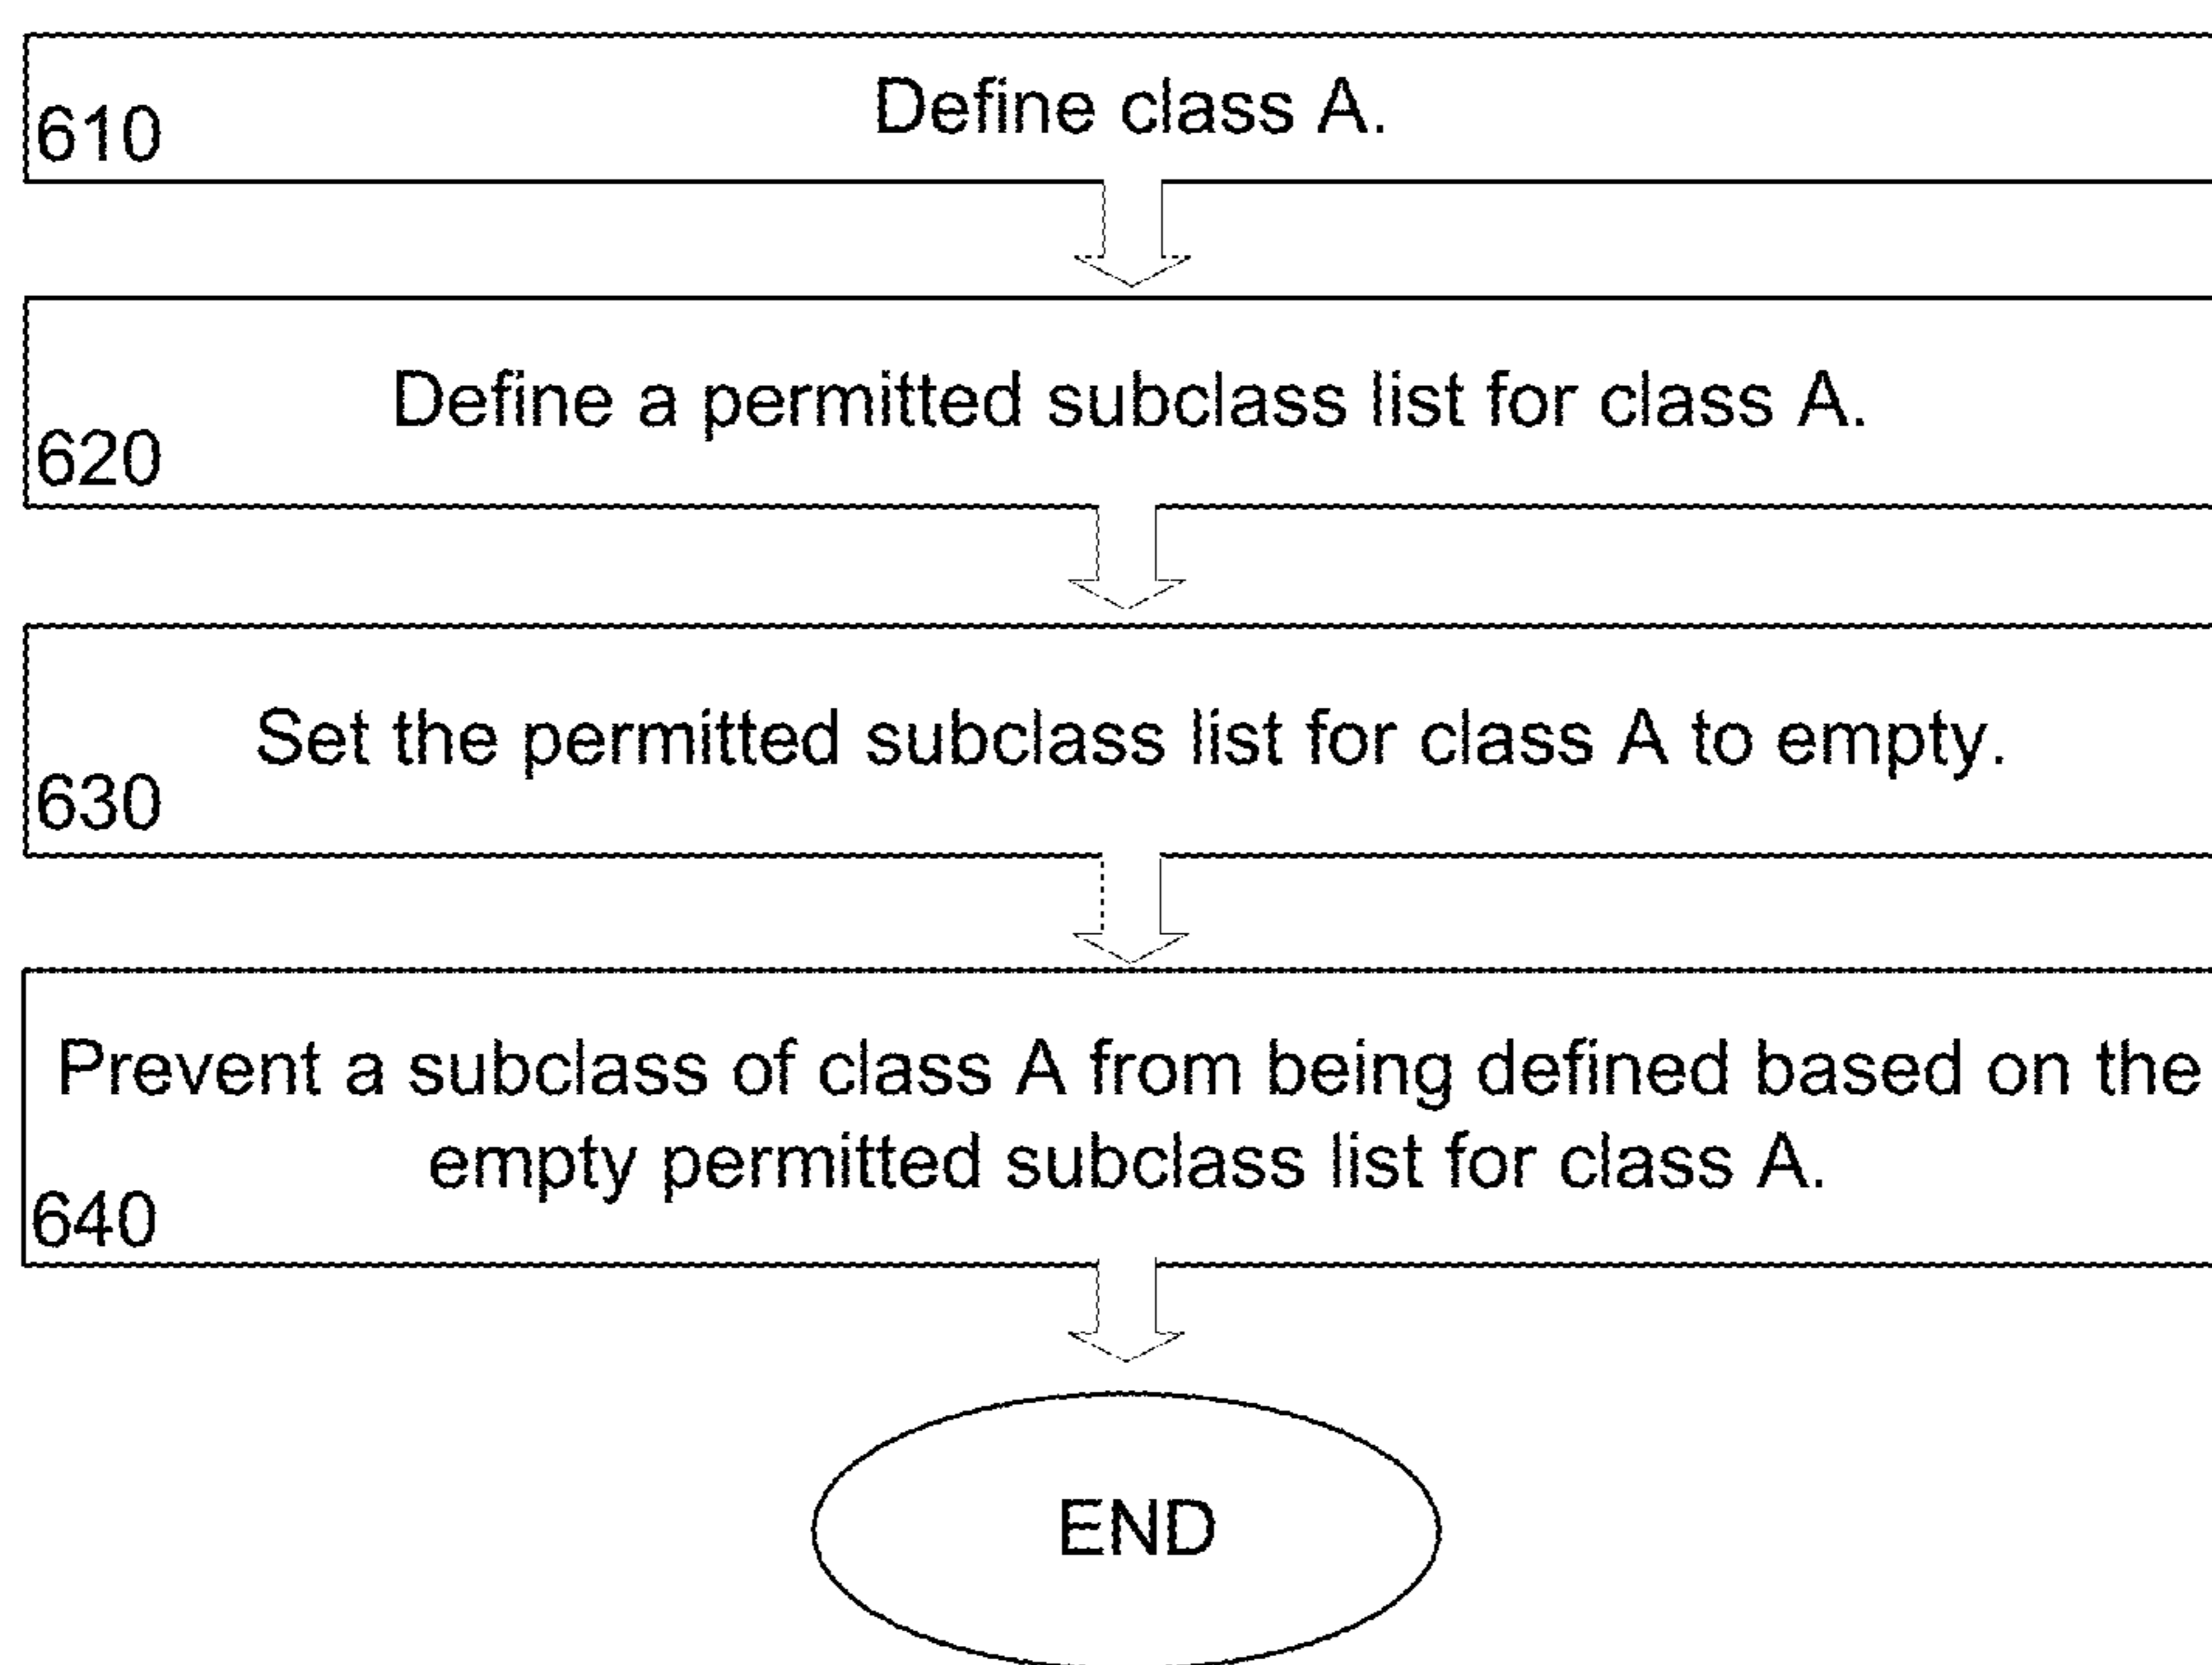 Define class A.
610
Define a permitted subclass list for class A.
620
Set the permitted subclass list for class A to empty.
630
Prevent a subclass of class A from being defined based on the
empty permitted subclass list for class A.
640
END